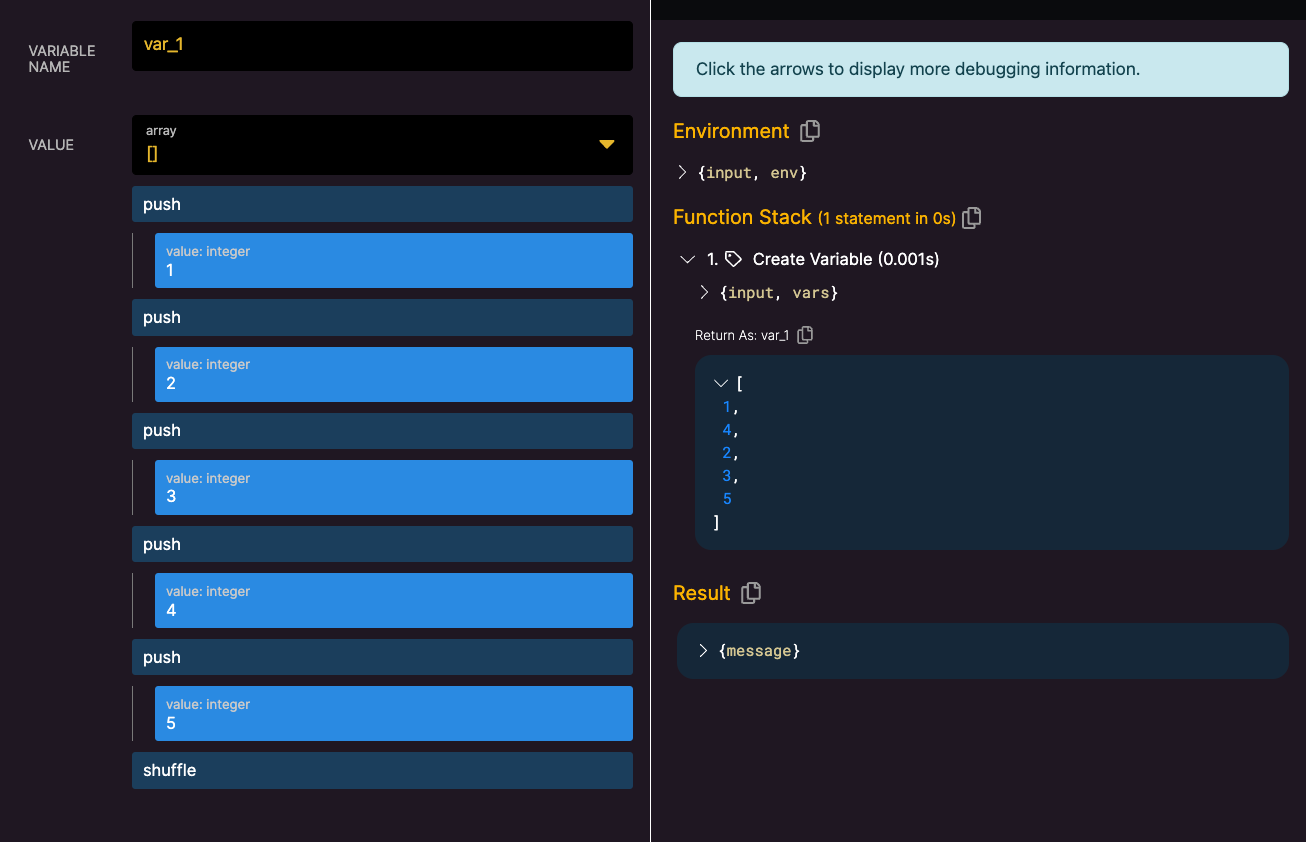 VARIABLE
NAME
var_1
VALUE
array
[]
push
value: integer
1
push
value: integer
2
push
value: integer
3
push
value: integer
4
push
value: integer
5
shuffle
Click the arrows to display more debugging information.
Environment
{input, env}
Function Stack (1 statement in 0s)
1. Create Variable (0.001s)
{input, vars}
Return As: var_1
[
1,
4,
2,
3,
5
]
Result
{message}